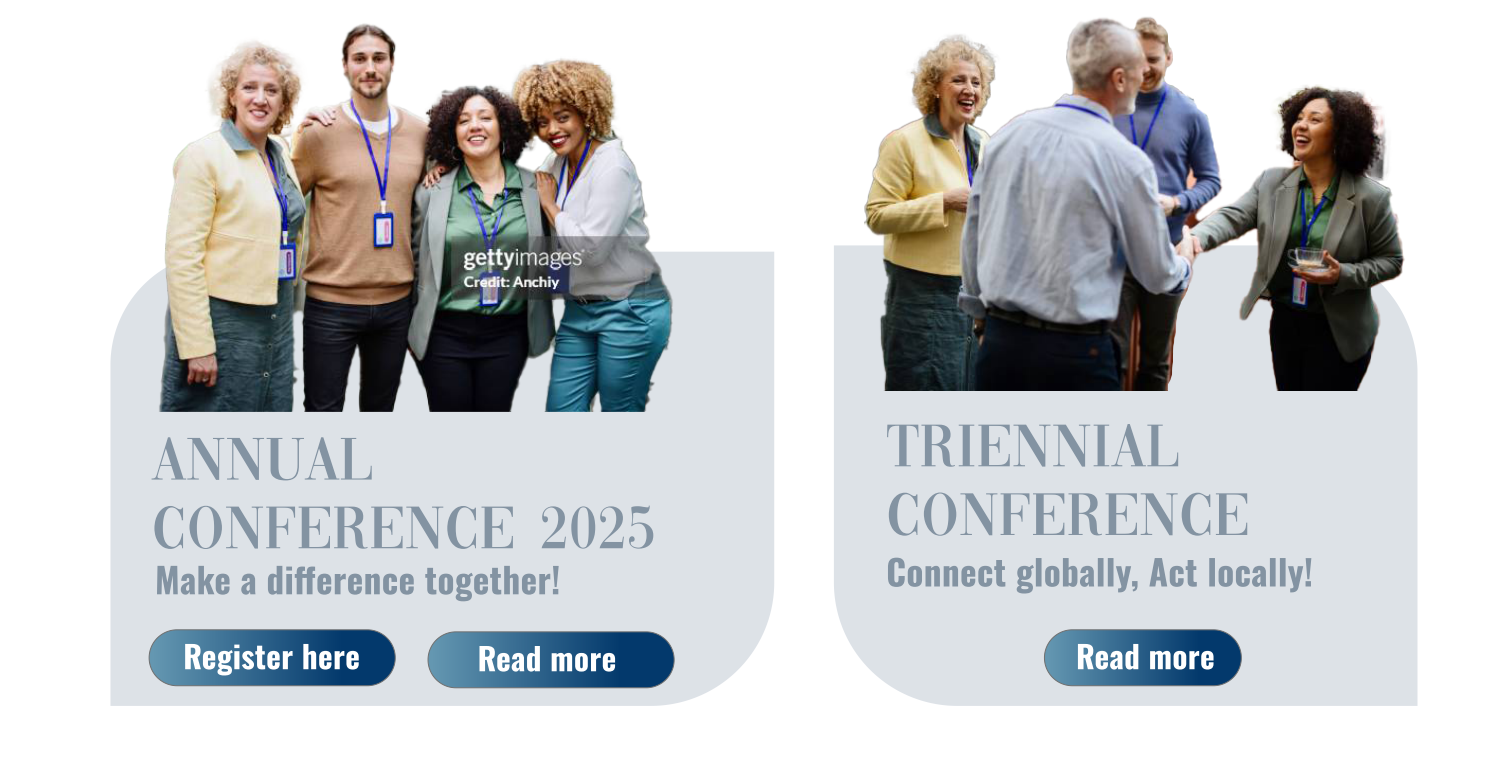 gettyimages
Credit: Anchiy
ANNUAL
CONFERENCE 2025
Make a difference together!
Register here
Read more
TRIENNIAL
CONFERENCE
Connect globally, Act locally!
Read more